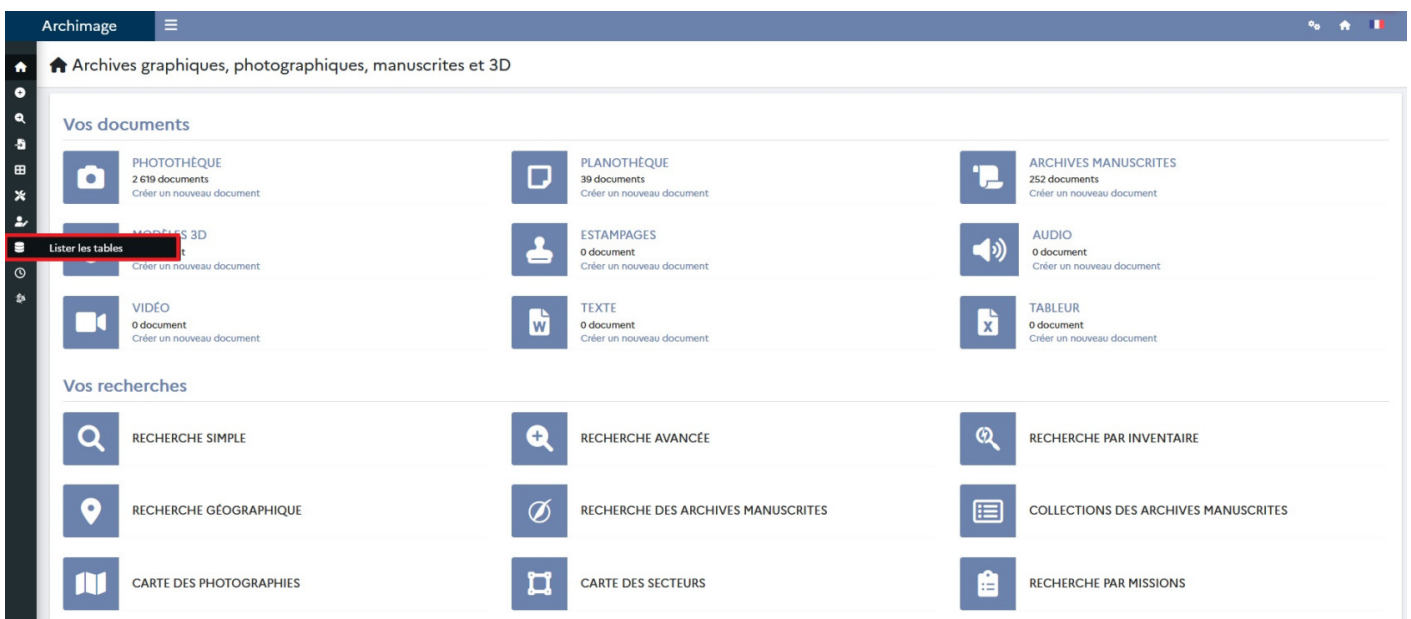 Archimage
Archives graphiques, photographiques, manuscrites et 3D
Vos documents
PHOTOTHÈQUE
2 619 documents
Créer un nouveau document
PLANOTHÈQUE
39 documents
Créer un nouveau document
ARCHIVES MANUSCRITES
252 documents
Créer un nouveau document
Lister les tables
MODÈLES 3D
t
Créer un nouveau document
ESTAMPAGES
0 document
Créer un nouveau document
AUDIO
0 document
Créer un nouveau document
VIDÉO
0 document
Créer un nouveau document
W
TEXTE
0 document
Créer un nouveau document
X
TABLEUR
0 document
Créer un nouveau document
Vos recherches
RECHERCHE SIMPLE
RECHERCHE AVANCÉE
RECHERCHE PAR INVENTAIRE
RECHERCHE GÉOGRAPHIQUE
RECHERCHE DES ARCHIVES MANUSCRITES
COLLECTIONS DES ARCHIVES MANUSCRITES
CARTE DES PHOTOGRAPHIES
CARTE DES SECTEURS
RECHERCHE PAR MISSIONS